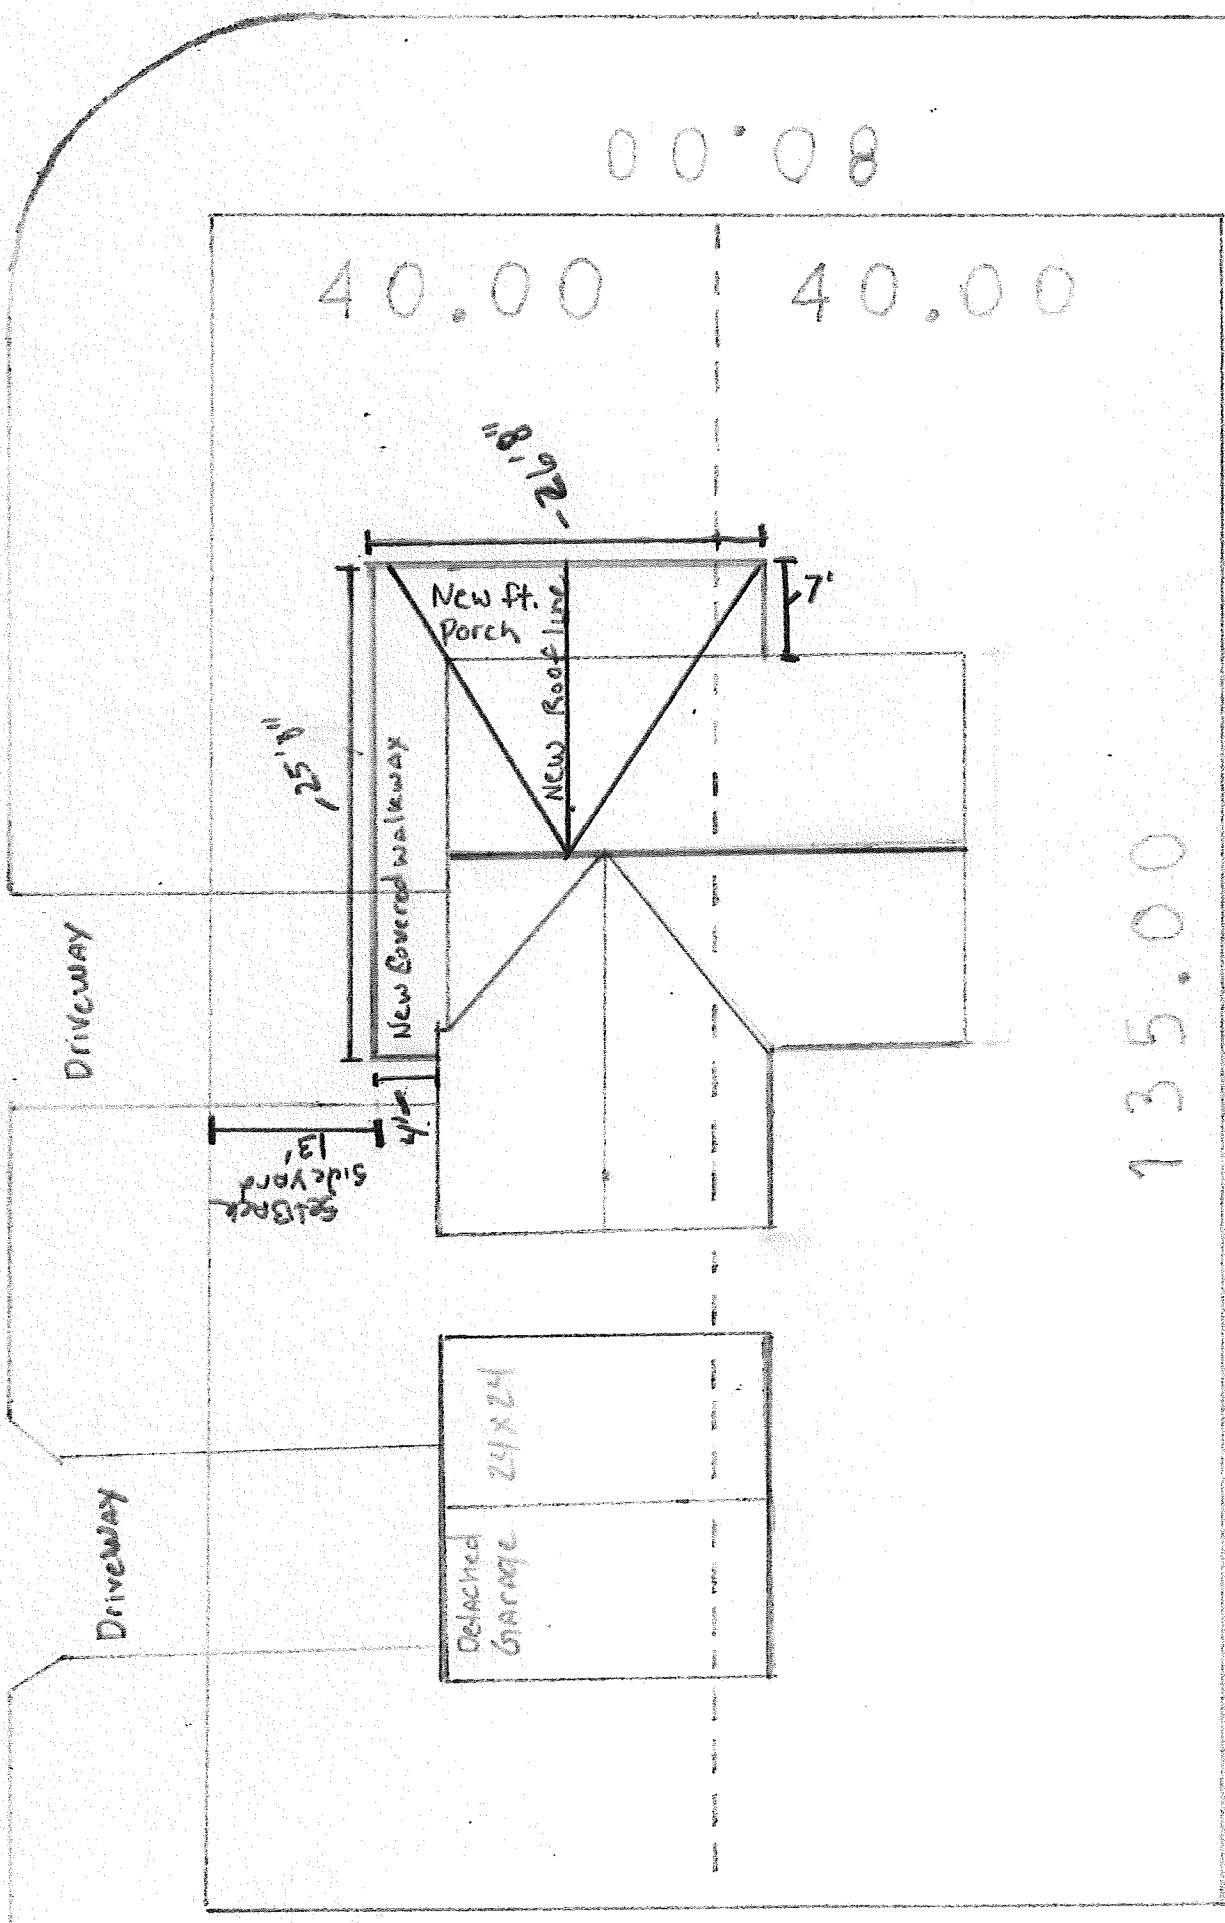 80.00
40.00
40.00
26'8"
7'
New ft.
Porch
New Roof line
25'8"
New Covered walkway
Driveway
4'
13'
Side yard
SetBack
135.00
24x24
Detached
Garage
Driveway